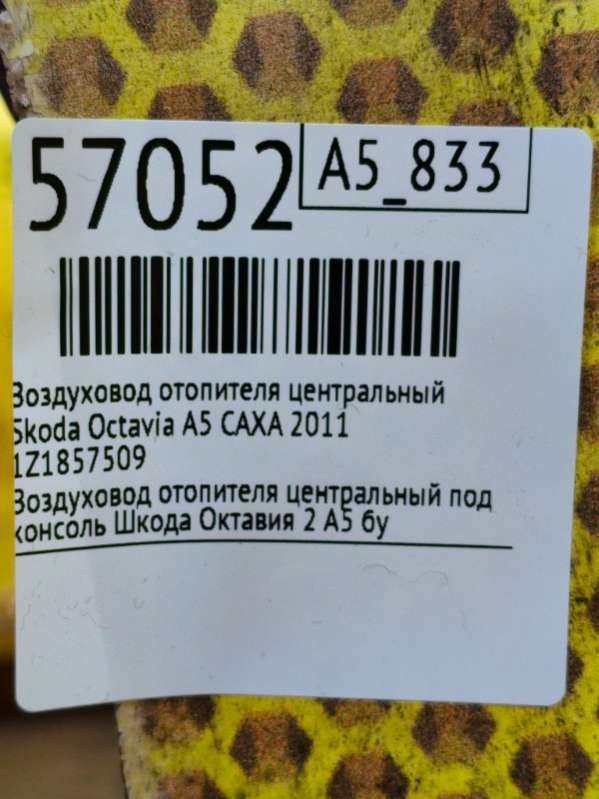 57052
A5_833
Воздуховод отопителя центральный
Skoda Octavia A5 CAXA 2011
1Z1857509
Воздуховод отопителя центральный под
консоль Шкода Октавия 2 А5 бу